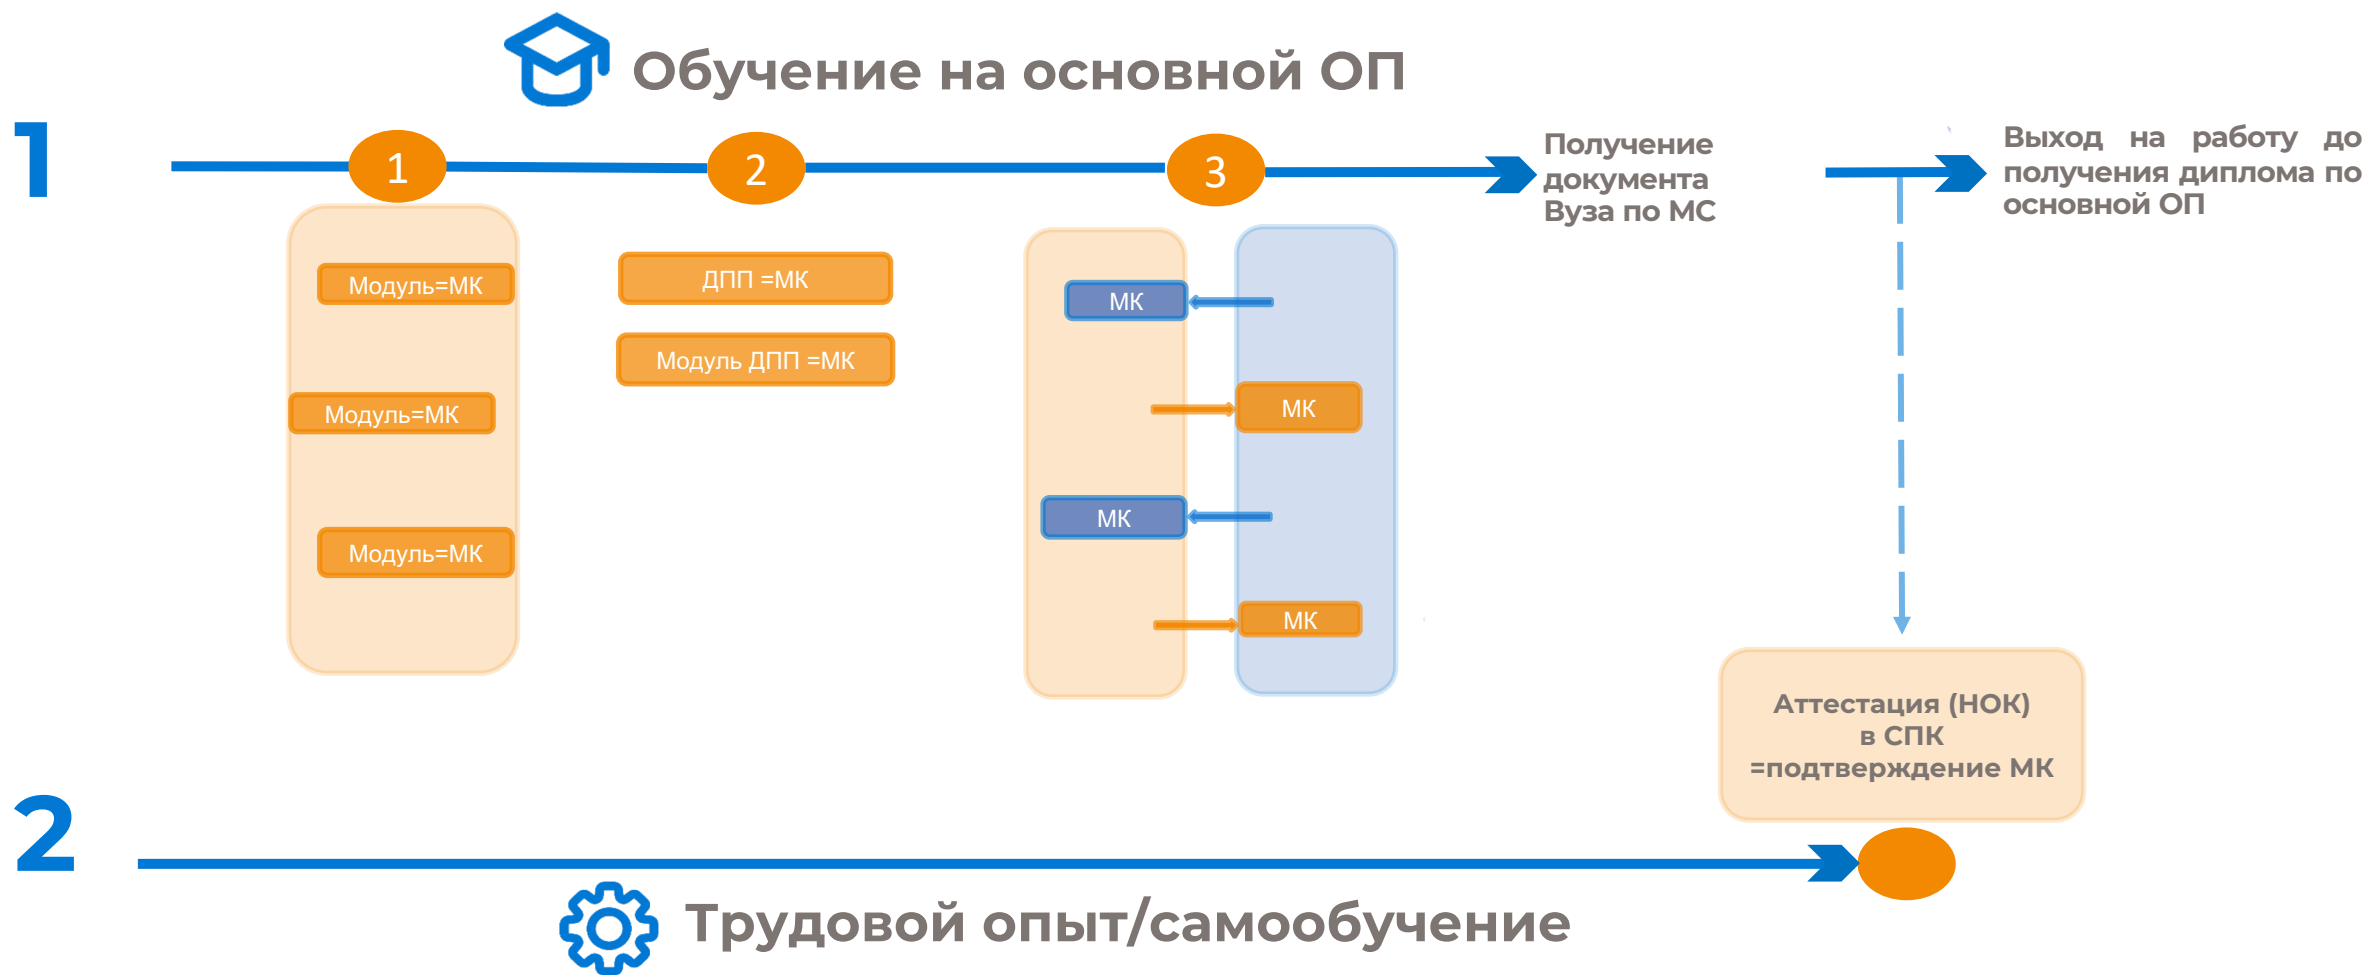 Обучение на основной ОП
1
1
2
3
Получение
документа
Вуза по МС
Выход на работу до
получения диплома по
основной ОП
Модуль=МК
Модуль=МК
Модуль=МК
ДПП =МК
Модуль ДПП =МК
МК
МК
МК
МК
Аттестация (НОК)
в СПК
=подтверждение МК
2
Трудовой опыт/самообучение